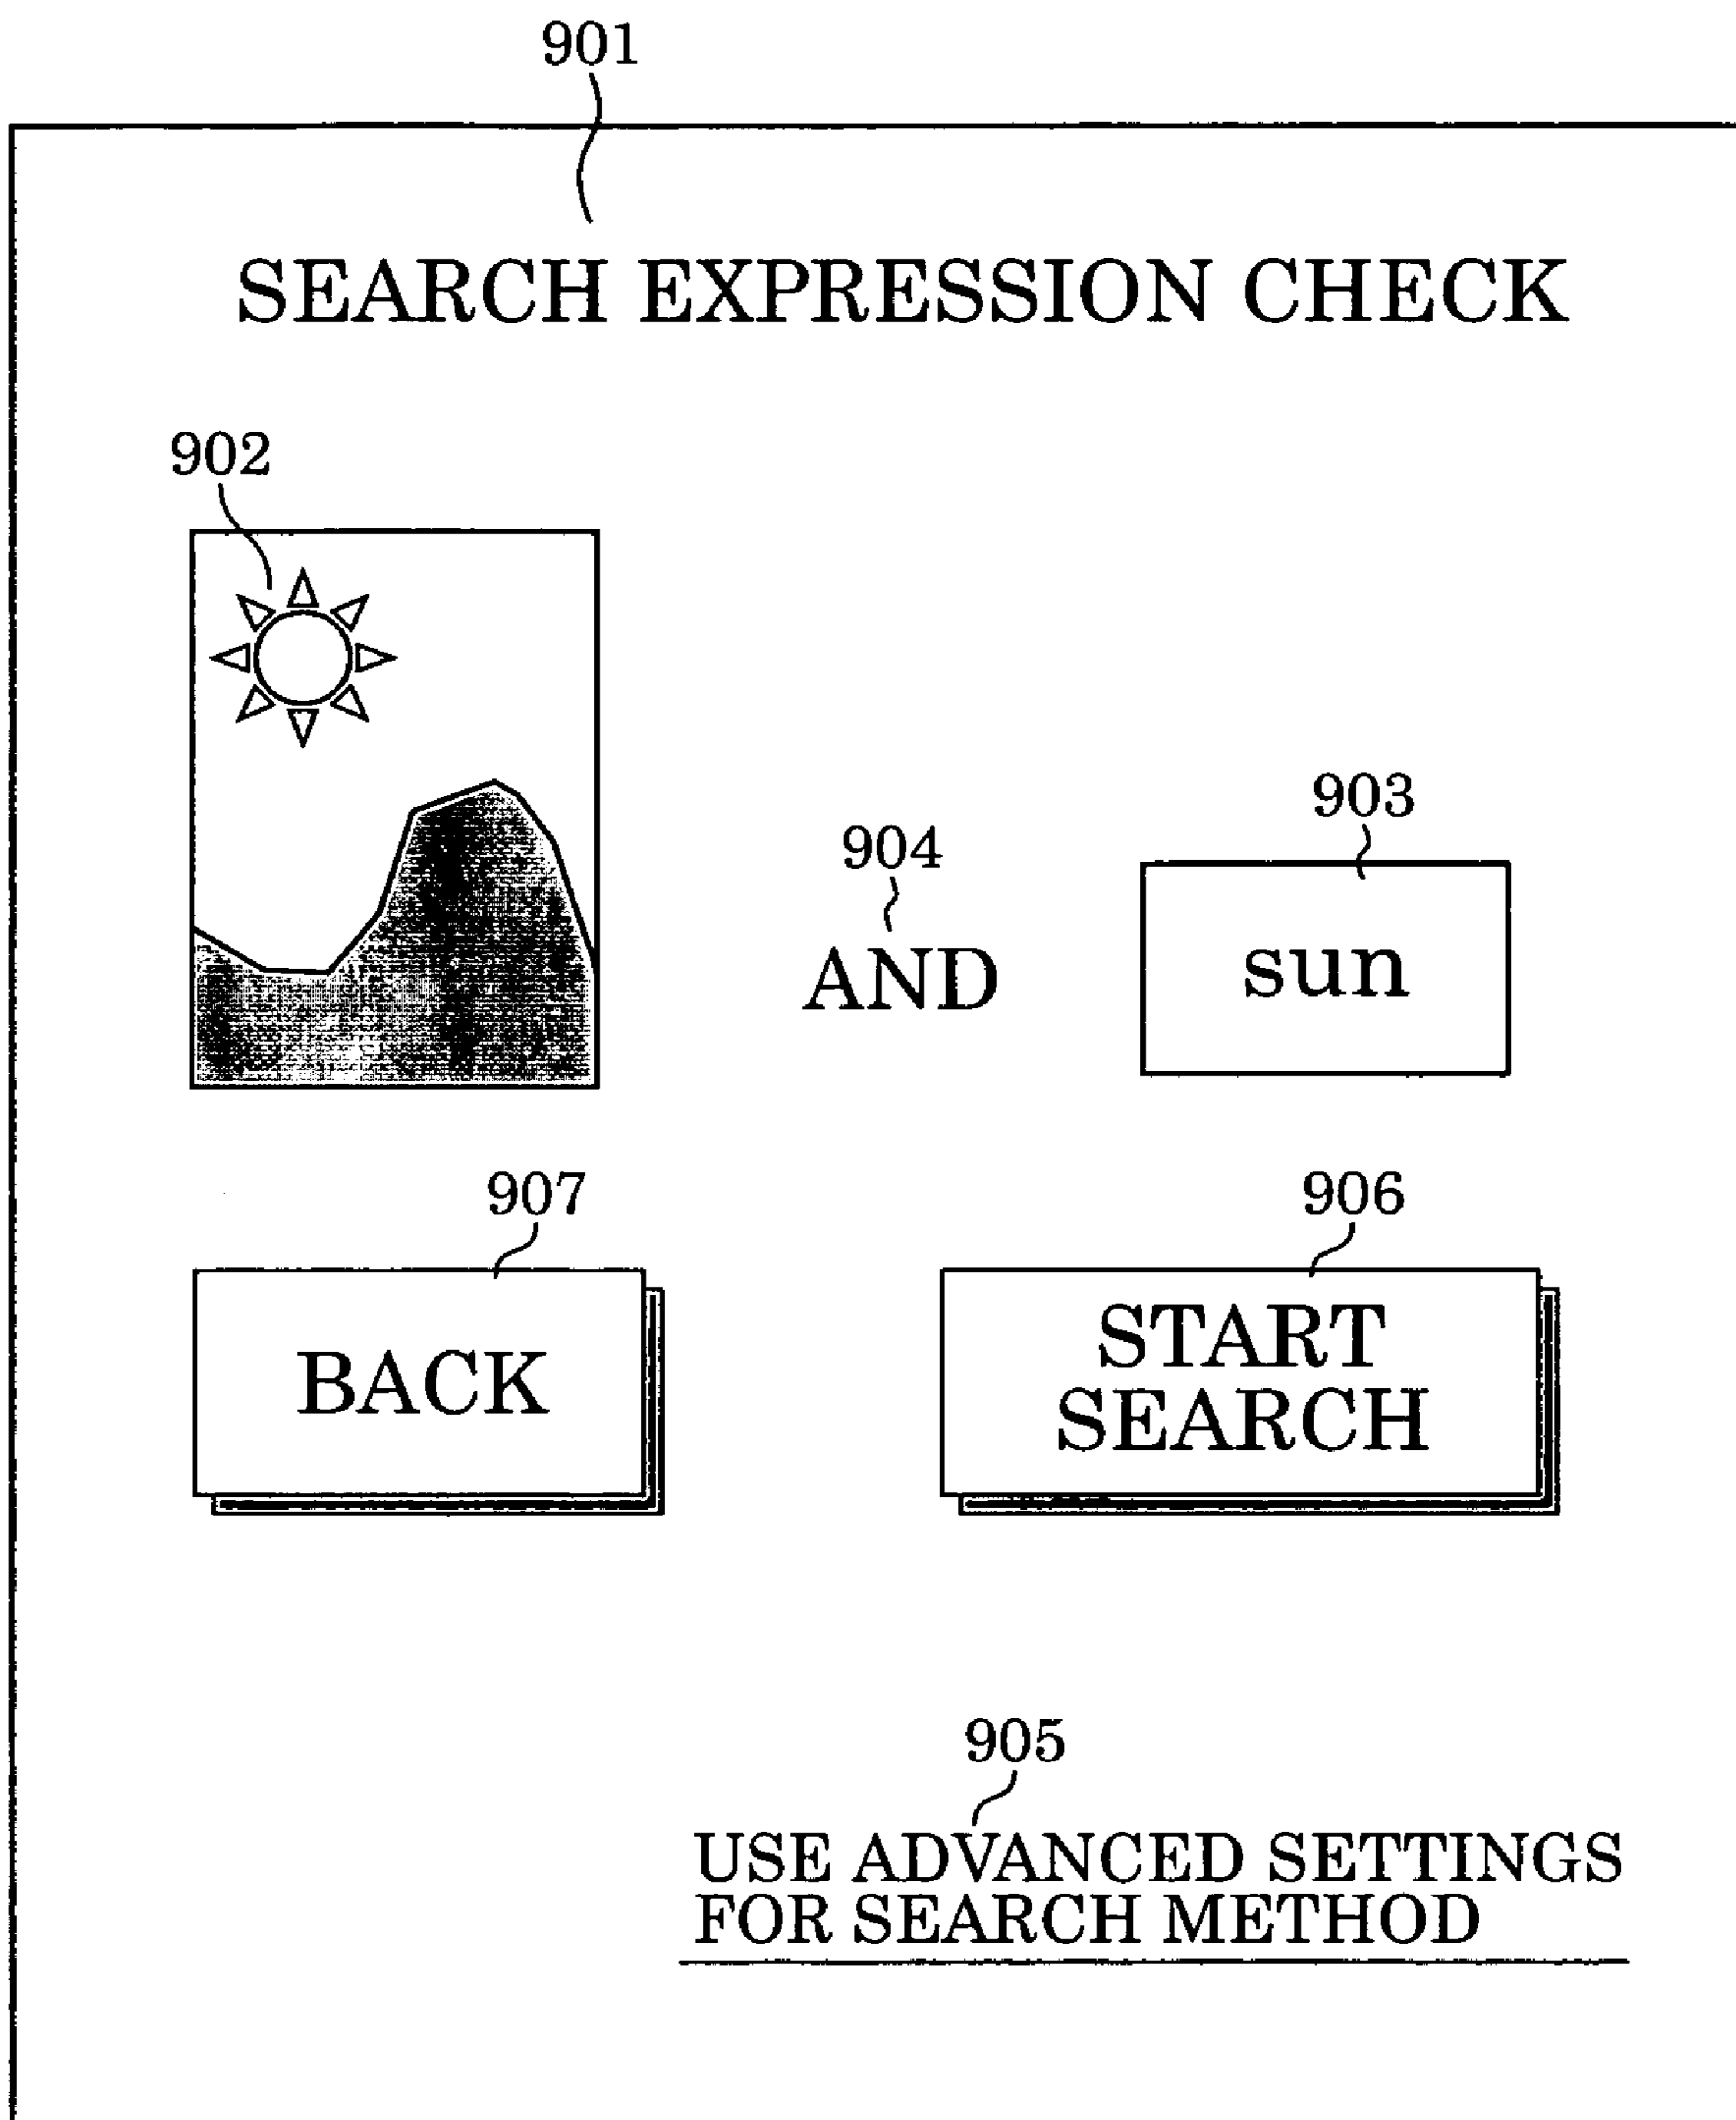 901
SEARCH EXPRESSION CHECK
902
903
904
AND
sun
907
906
BACK
START
SEARCH
905
USE ADVANCED SETTINGS
FOR SEARCH METHOD